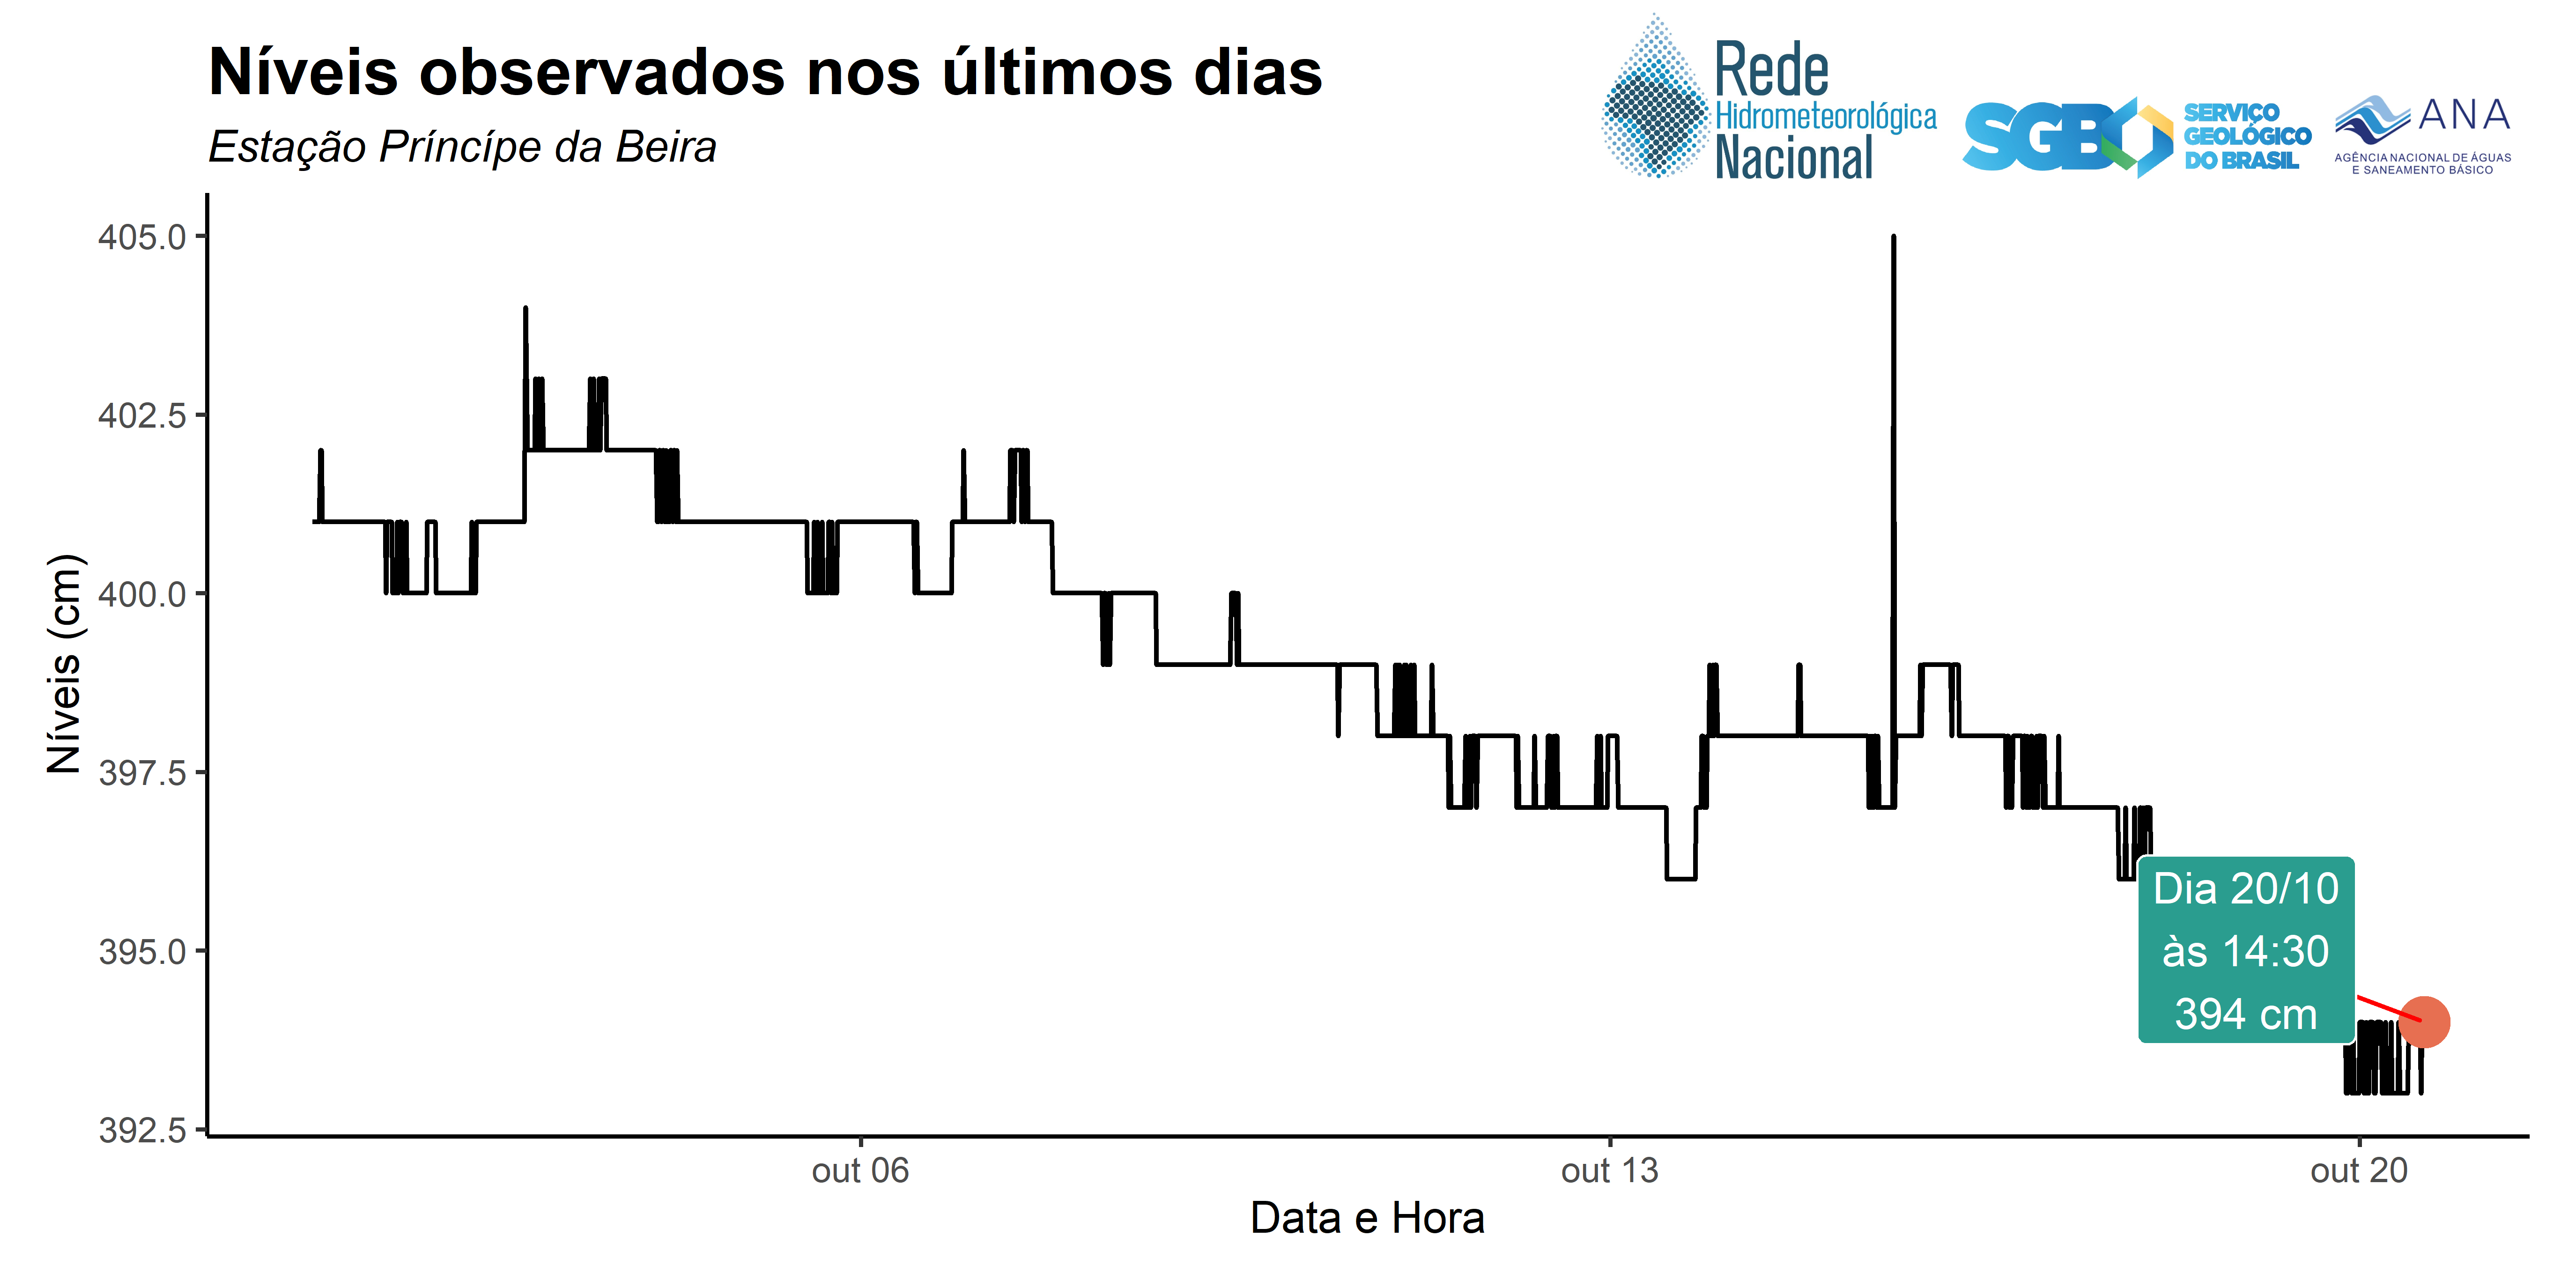 Níveis observados nos últimos dias
Estação Príncípe da Beira
Rede
Hidrometeorológica
Nacional
SGB
SERVIÇO
GEOLÓGICO
DO BRASIL
ANA
AGÊNCIA NACIONAL DE ÁGUAS
E SANEAMENTO BÁSICO
Níveis (cm)
405.0
402.5
400.0
397.5
395.0
392.5
Dia 20/10
às 14:30
394 cm
out 06
out 13
out 20
Data e Hora